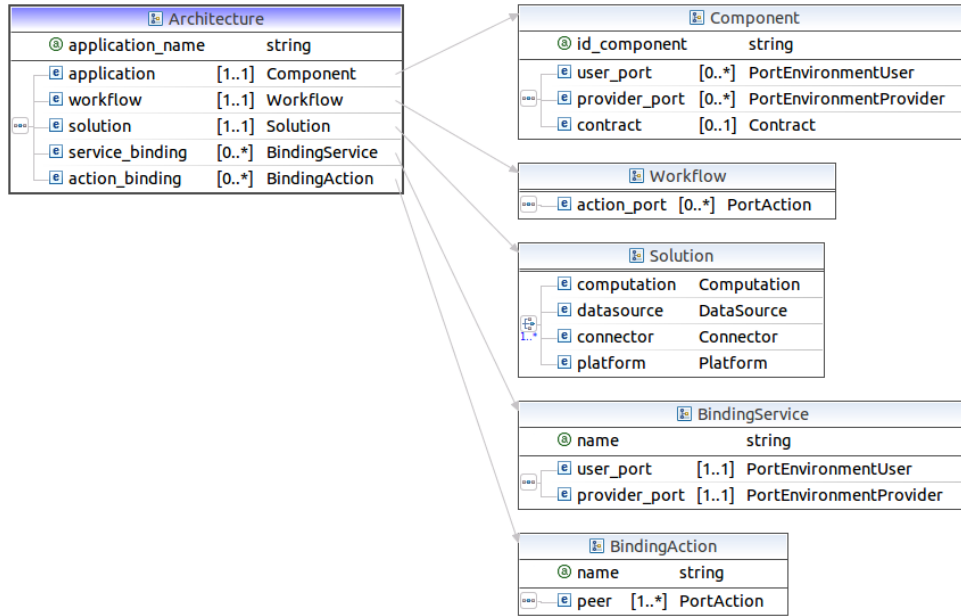 Architecture
application_name string
application [1..1] Component
workflow [1..1] Workflow
solution [1..1] Solution
service_binding [0..*] BindingService
action_binding [0..*] BindingAction
Component
id_component string
user_port [0..*] PortEnvironmentUser
provider_port [0..*] PortEnvironmentProvider
contract [0..1] Contract
Workflow
action_port [0..*] PortAction
Solution
computation Computation
datasource DataSource
connector Connector
1..*
platform Platform
BindingService
name string
user_port [1..1] PortEnvironmentUser
provider_port [1..1] PortEnvironmentProvider
BindingAction
name string
peer [1..*] PortAction